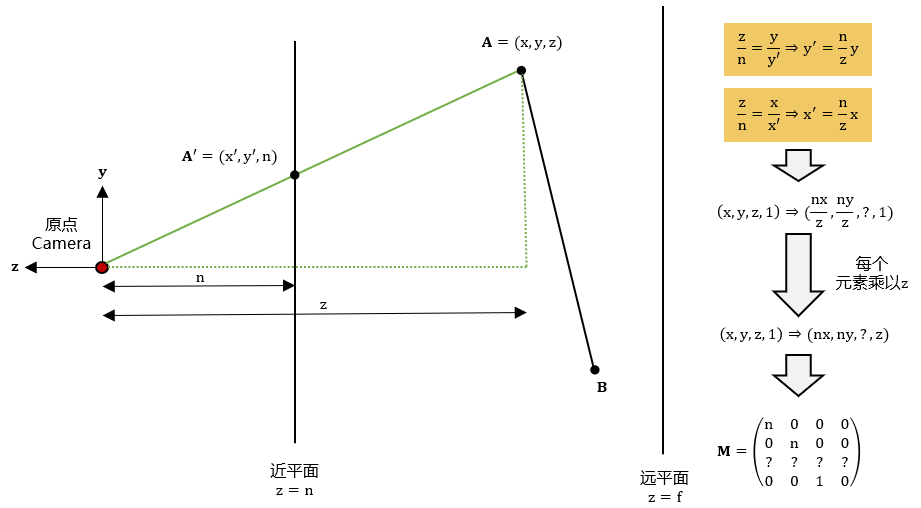 A = (x, y, z)
A′ = (x′, y′, n)
y
原点
Camera
z
n
z
B
近平面
z = n
远平面
z = f
z/n = y/y′ ⇒ y′ = n/z y
z/n = x/x′ ⇒ x′ = n/z x
(x, y, z, 1) ⇒ (nx/z, ny/z, ?, 1)
每个
元素乘以z
(x, y, z, 1) ⇒ (nx, ny, ?, z)
M =
n 0 0 0
0 n 0 0
? ? ? ?
0 0 1 0